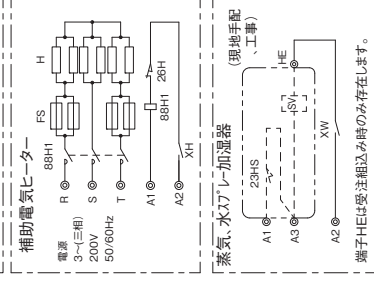 補助電気ヒーター
電源
3~(三相)
200V
50/60Hz
88H1
FS
H
R
S
T
A1
A2
88H1
26H
XH
蒸気、水スプレー加湿器
(現地手配
、工事)
23HS
SV
HE
A1
A3
A2
XW
端子HEは受注組込み時のみ存在します。